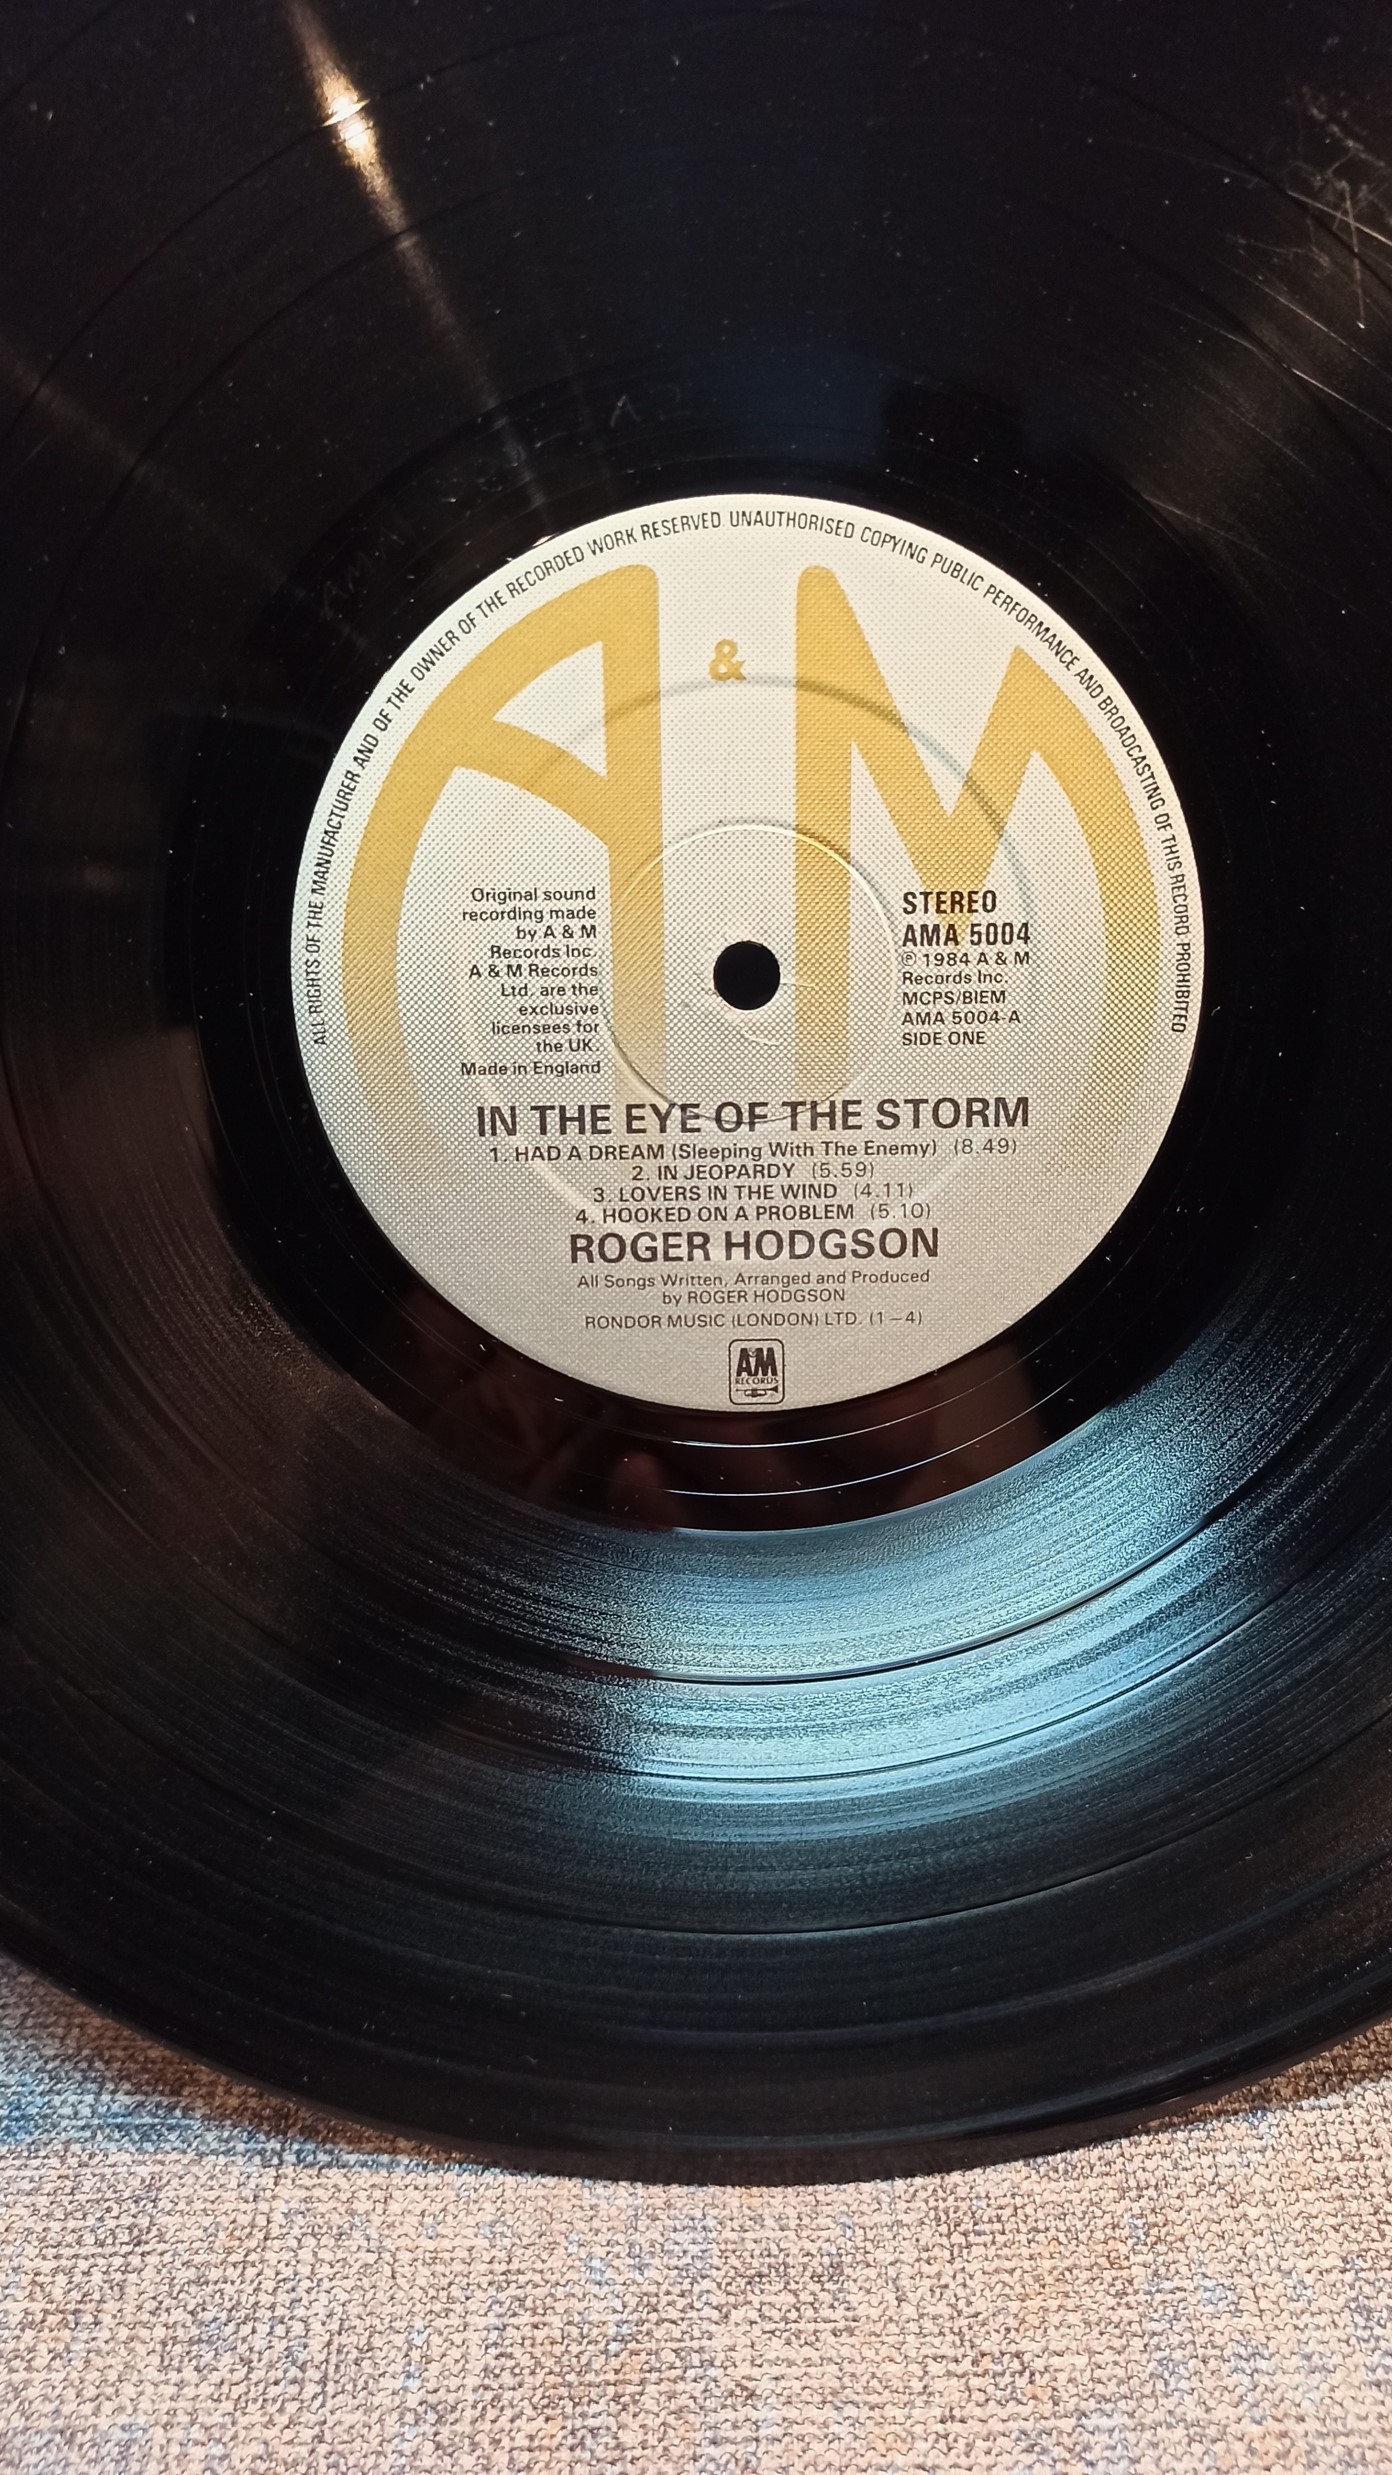 ALL RIGHTS OF THE MANUFACTURER AND OF THE OWNER OF THE RECORDED WORK RESERVED. UNAUTHORISED COPYING PUBLIC PERFORMANCE AND BROADCASTING OF THIS RECORD PROHIBITED
A & M
Original sound
recording made
by A & M
Records Inc.
A & M Records
Ltd. are the
exclusive
licensees for
the UK.
Made in England
STEREO
AMA 5004
℗ 1984 A & M
Records Inc.
MCPS/BIEM
AMA 5004-A
SIDE ONE
IN THE EYE OF THE STORM
1. HAD A DREAM (Sleeping With The Enemy) (8.49)
2. IN JEOPARDY (5.59)
3. LOVERS IN THE WIND (4.11)
4. HOOKED ON A PROBLEM (5.10)
ROGER HODGSON
All Songs Written, Arranged and Produced
by ROGER HODGSON
RONDOR MUSIC (LONDON) LTD. (1–4)
A&M
RECORDS